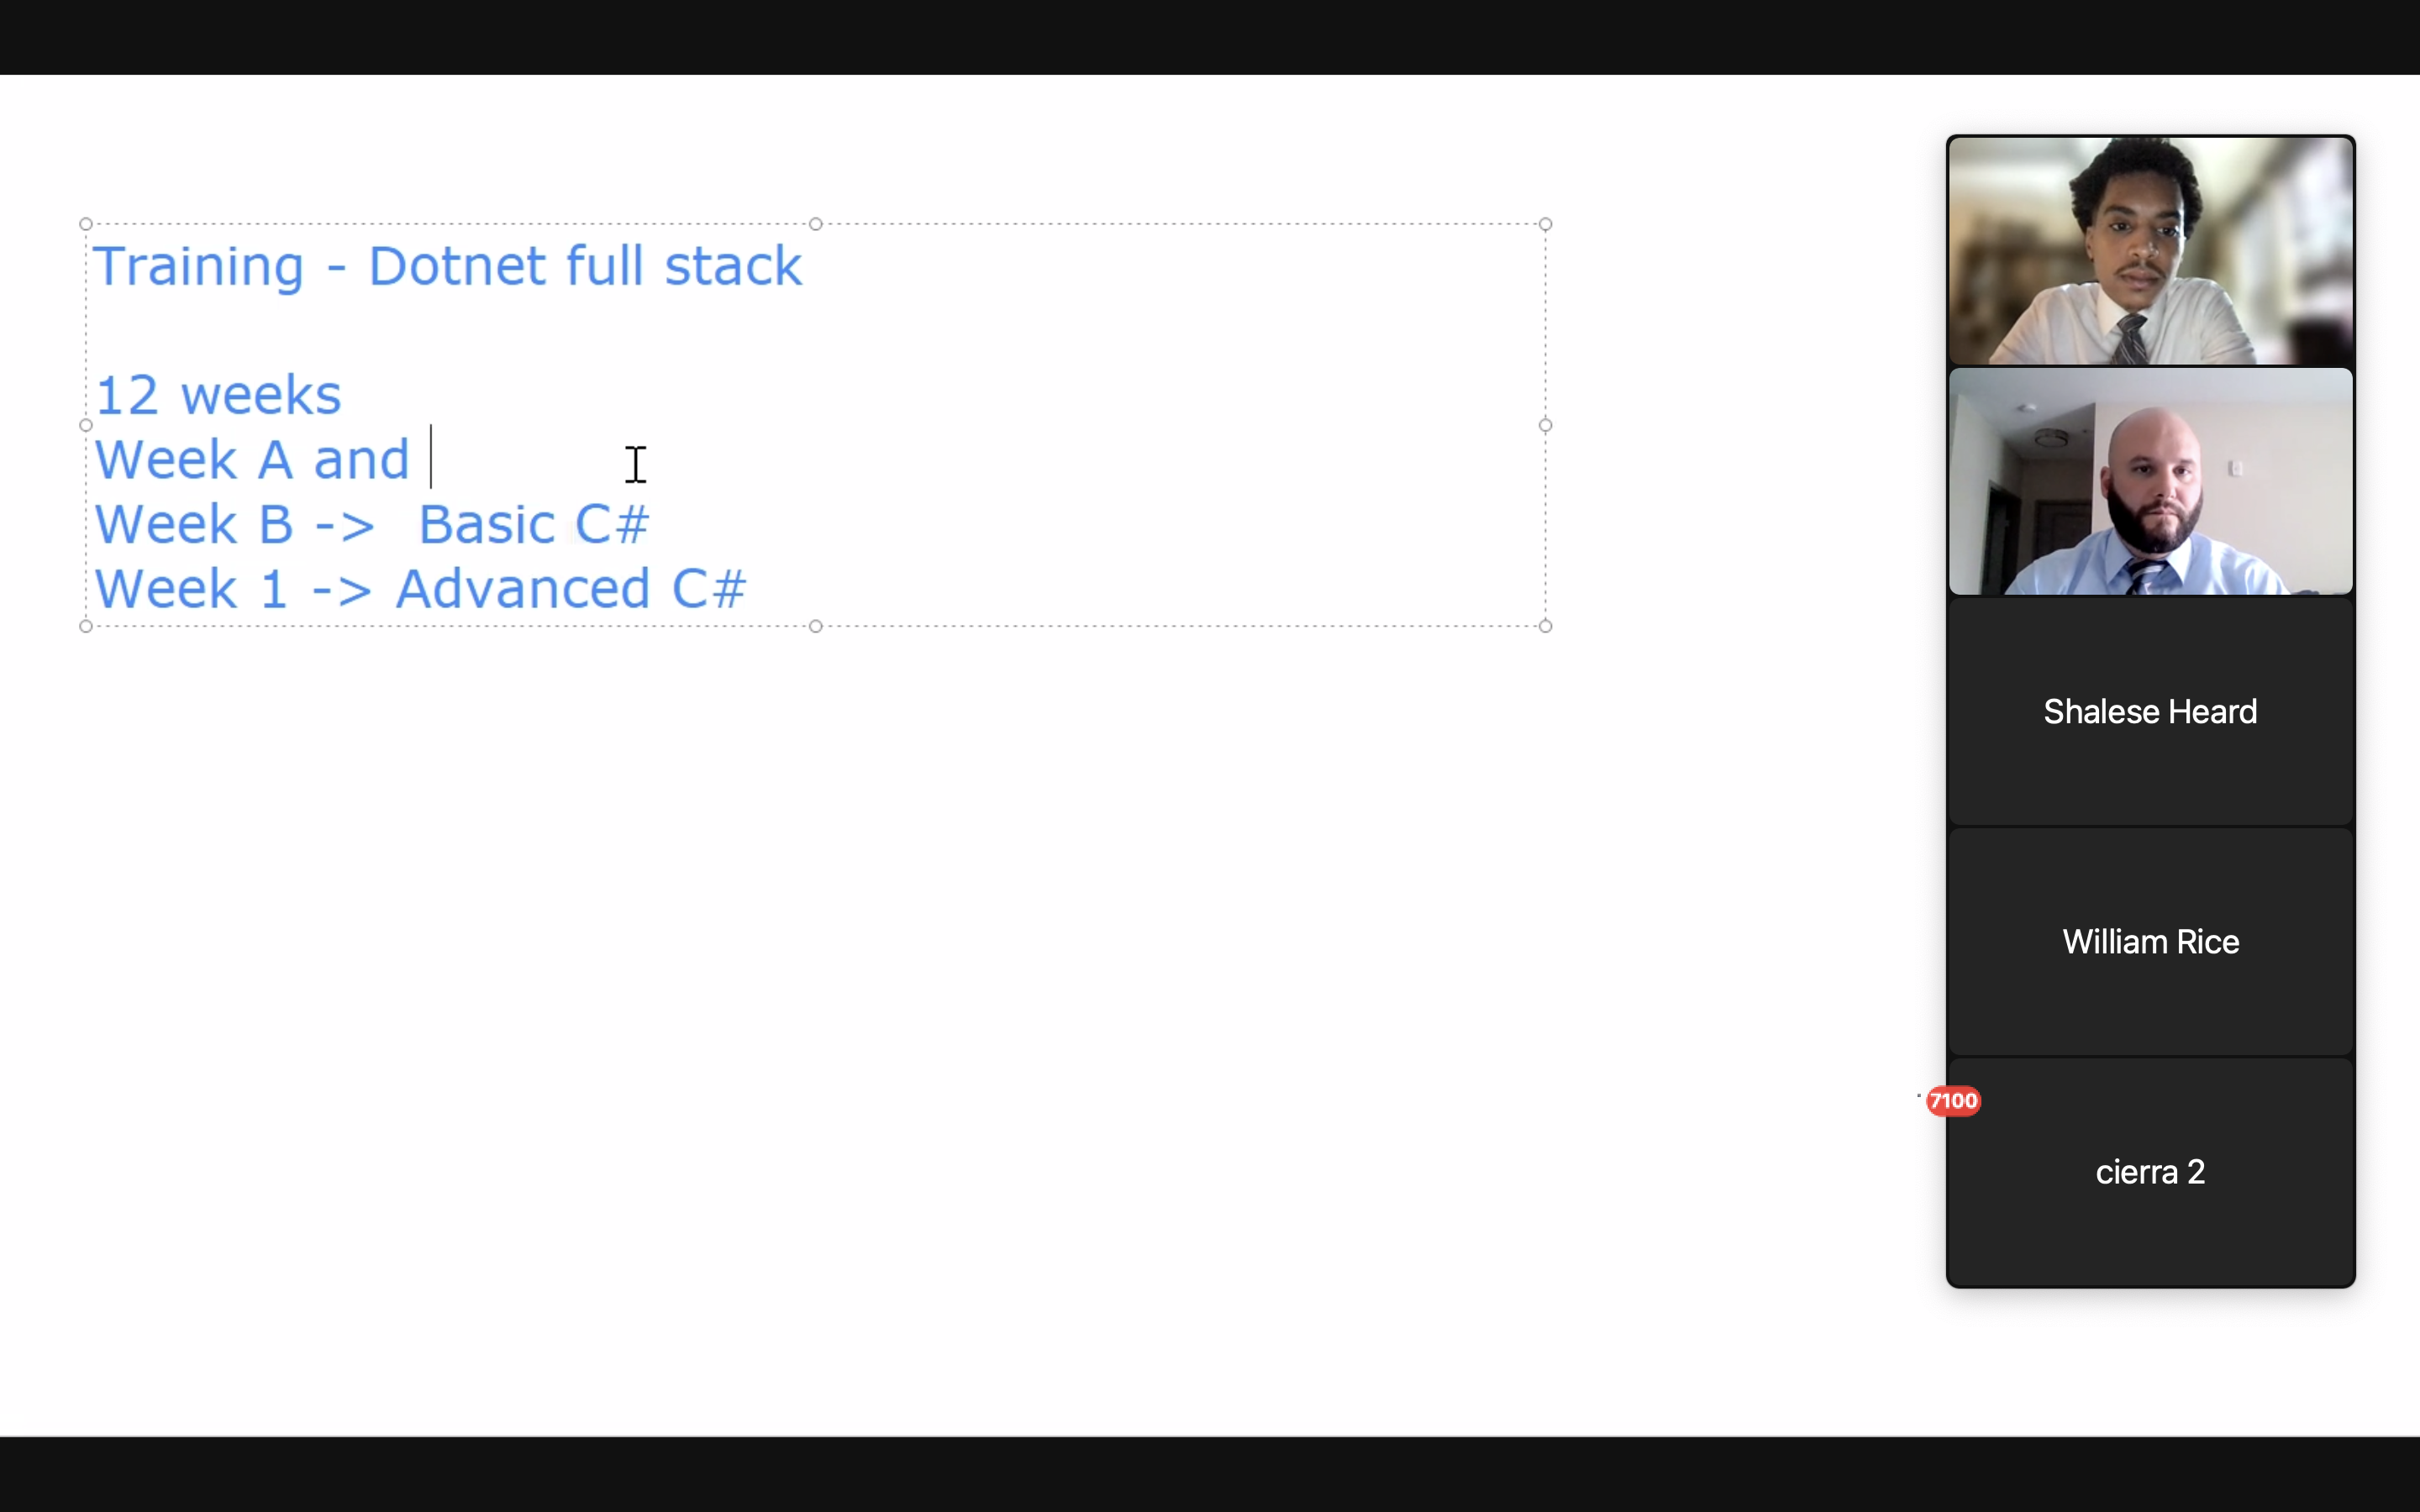 Training - Dotnet full stack
12 weeks
Week A and
Week B ->  Basic C#
Week 1 -> Advanced C#
Shalese Heard
William Rice
7100
cierra 2